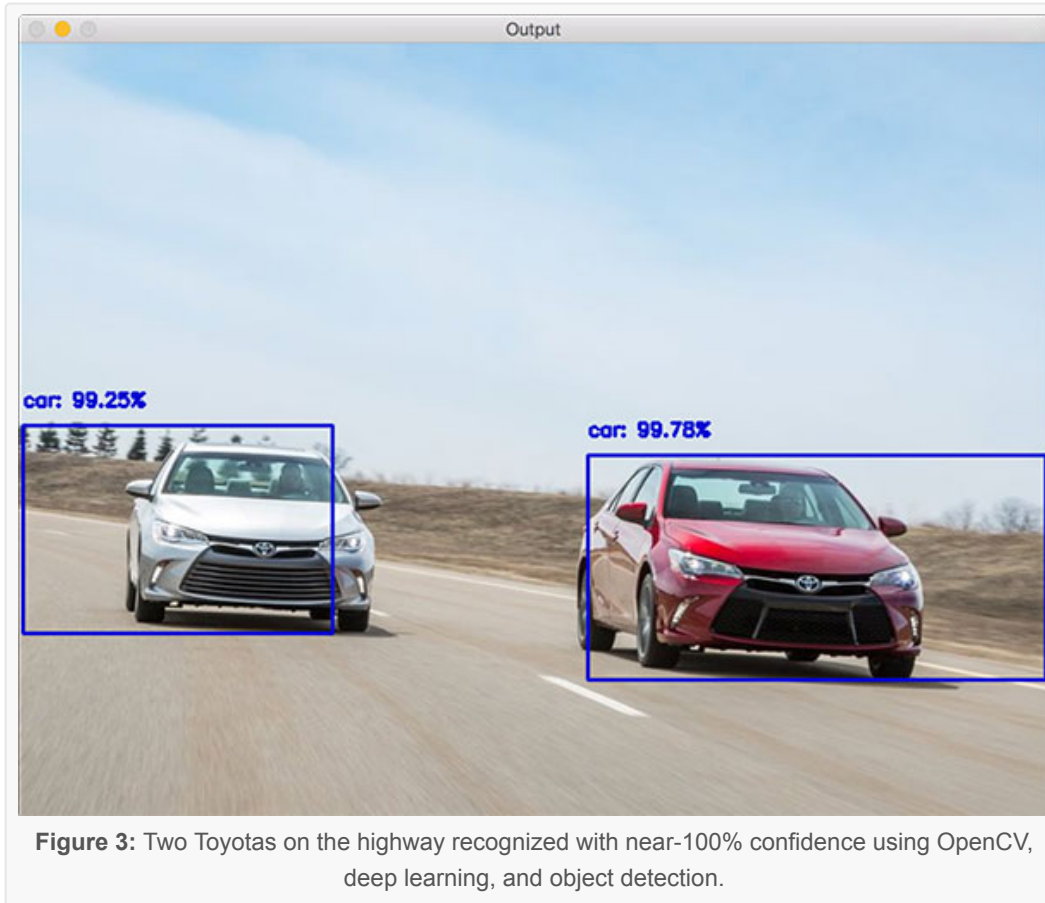 Output
car: 99.25%
car: 99.78%
Figure 3: Two Toyotas on the highway recognized with near-100% confidence using OpenCV,
deep learning, and object detection.